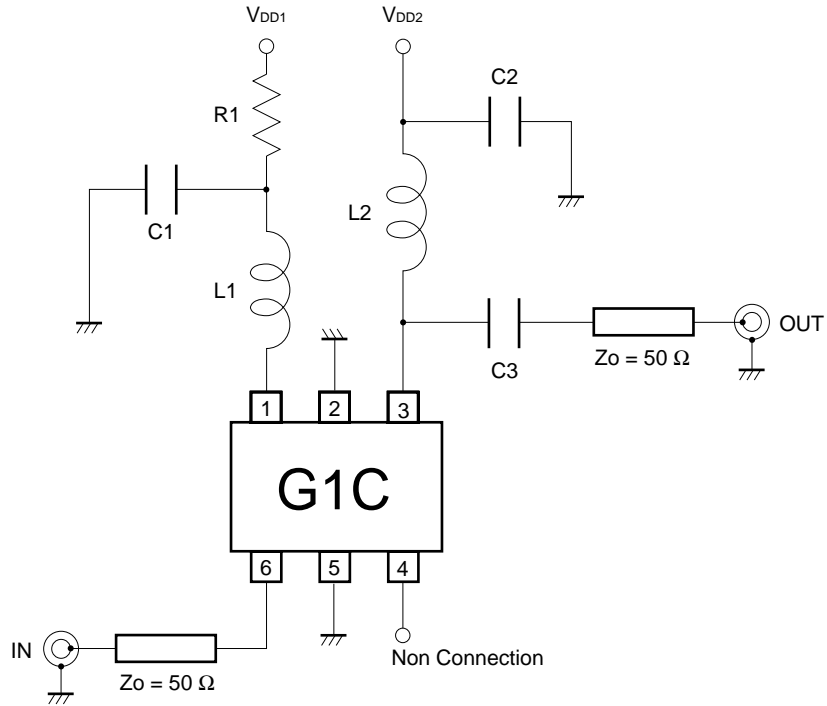 VDD1
VDD2
C2
R1
L2
C1
L1
OUT
Zo = 50 Ω
C3
1
2
3
G1C
6
5
4
IN
Non Connection
Zo = 50 Ω